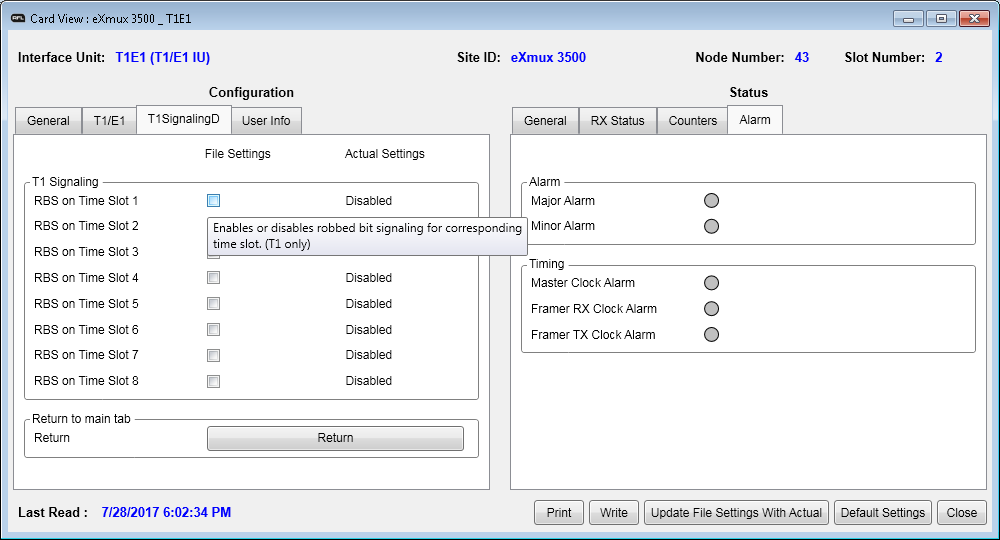 AFL Card View : eXmux 3500 _ T1E1
Interface Unit: T1E1 (T1/E1 IU) Site ID: eXmux 3500 Node Number: 43 Slot Number: 2
Configuration
General T1/E1 T1SignalingD User Info
File Settings Actual Settings
T1 Signaling
RBS on Time Slot 1 Disabled
RBS on Time Slot 2
Enables or disables robbed bit signaling for corresponding
time slot. (T1 only)
RBS on Time Slot 3
RBS on Time Slot 4 Disabled
RBS on Time Slot 5 Disabled
RBS on Time Slot 6 Disabled
RBS on Time Slot 7 Disabled
RBS on Time Slot 8 Disabled
Return to main tab
Return Return
Status
General RX Status Counters Alarm
Alarm
Major Alarm
Minor Alarm
Timing
Master Clock Alarm
Framer RX Clock Alarm
Framer TX Clock Alarm
Last Read : 7/28/2017 6:02:34 PM
Print Write Update File Settings With Actual Default Settings Close